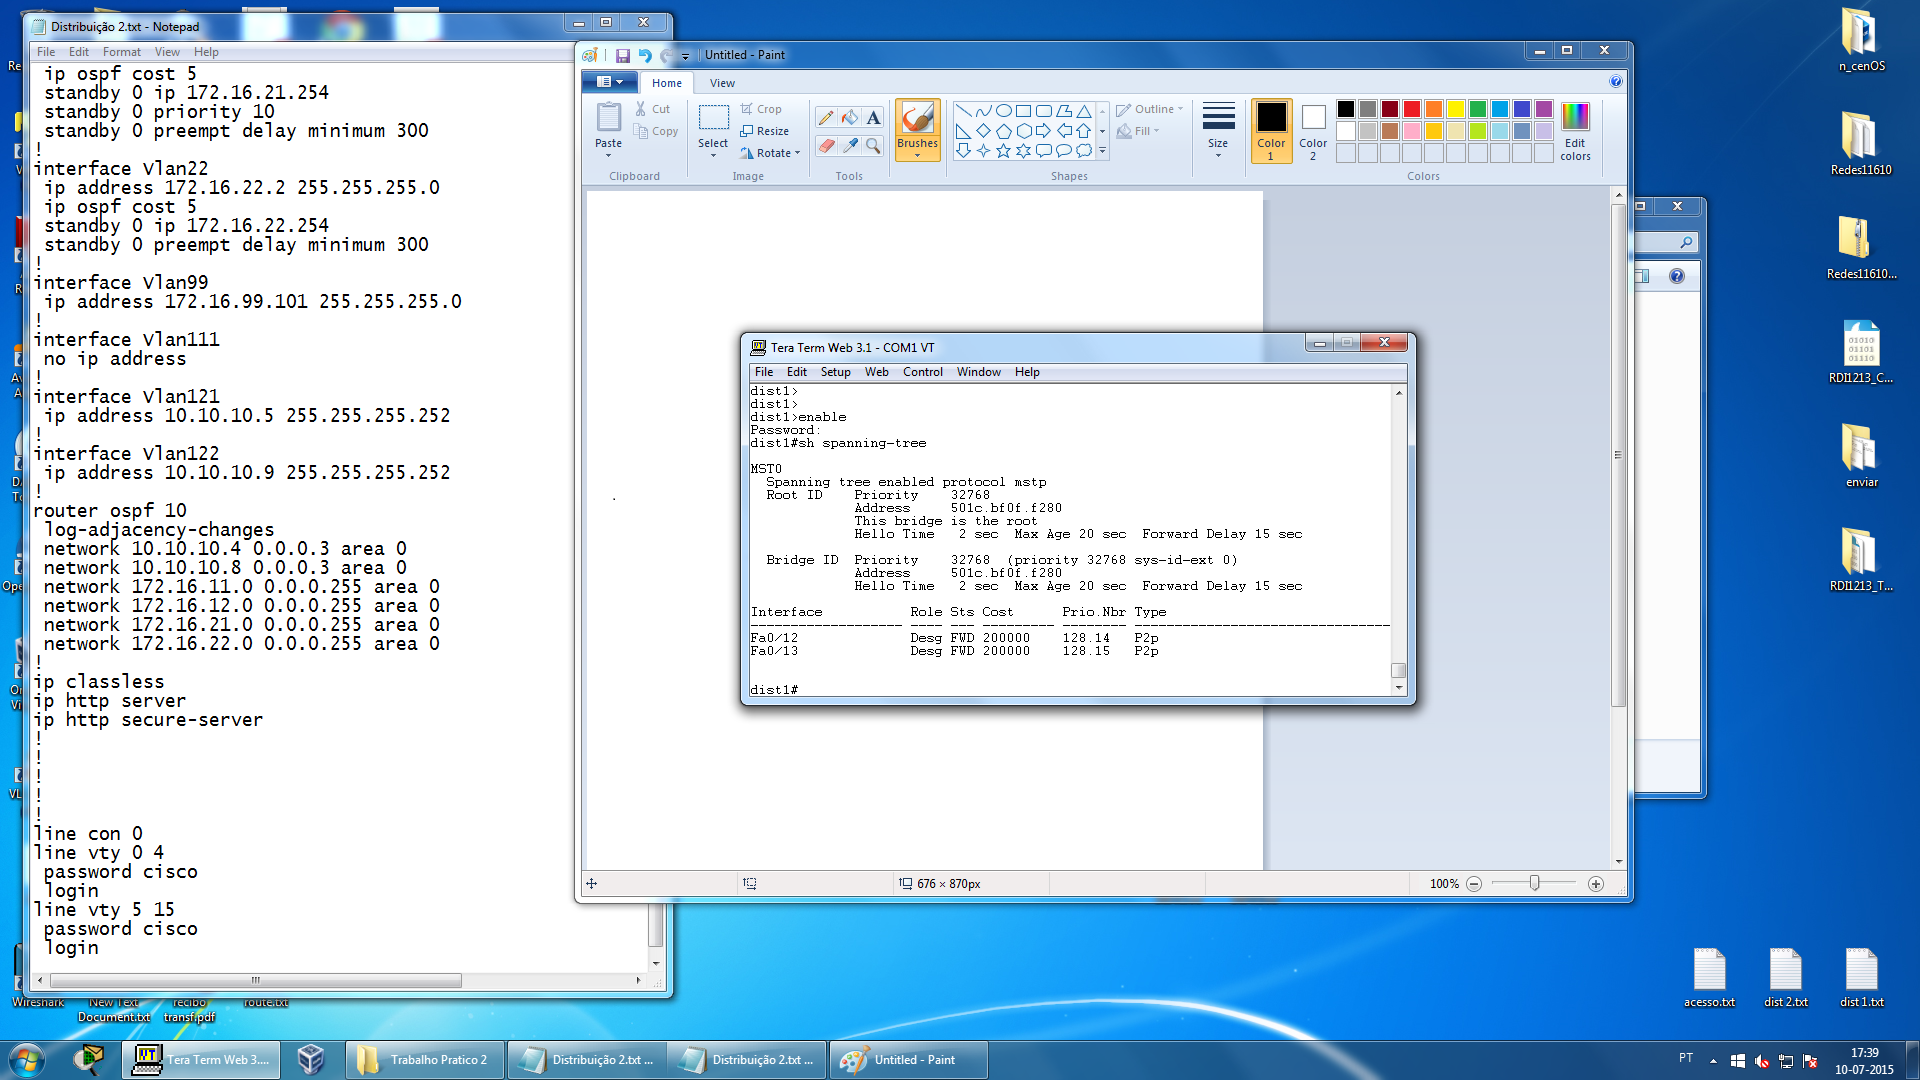 Distribuição 2.txt - Notepad
File Edit Format View Help
ip ospf cost 5
standby 0 ip 172.16.21.254
standby 0 priority 10
standby 0 preempt delay minimum 300
!
interface Vlan22
ip address 172.16.22.2 255.255.255.0
ip ospf cost 5
standby 0 ip 172.16.22.254
standby 0 preempt delay minimum 300
!
interface Vlan99
ip address 172.16.99.101 255.255.255.0
!
interface Vlan111
no ip address
!
interface Vlan121
ip address 10.10.10.5 255.255.255.252
!
interface Vlan122
ip address 10.10.10.9 255.255.255.252
!
router ospf 10
log-adjacency-changes
network 10.10.10.4 0.0.0.3 area 0
network 10.10.10.8 0.0.0.3 area 0
network 172.16.11.0 0.0.0.255 area 0
network 172.16.12.0 0.0.0.255 area 0
network 172.16.21.0 0.0.0.255 area 0
network 172.16.22.0 0.0.0.255 area 0
!
ip classless
ip http server
ip http secure-server
!
!
!
!
!
line con 0
line vty 0 4
password cisco
login
line vty 5 15
password cisco
login
Untitled - Paint
Home View
Paste
Cut
Copy
Clipboard
Select
Crop
Resize
Rotate
Image
A
Tools
Brushes
Outline
Fill
Shapes
Size
Color 1
Color 2
Edit colors
Colors
676 × 870px
100%
Tera Term Web 3.1 - COM1 VT
File Edit Setup Web Control Window Help
dist1>
dist1>
dist1>enable
Password:
dist1#sh spanning-tree
MST0
Spanning tree enabled protocol mstp
Root ID Priority 32768
Address 501c.bf0f.f280
This bridge is the root
Hello Time 2 sec Max Age 20 sec Forward Delay 15 sec
Bridge ID Priority 32768 (priority 32768 sys-id-ext 0)
Address 501c.bf0f.f280
Hello Time 2 sec Max Age 20 sec Forward Delay 15 sec
Interface Role Sts Cost Prio.Nbr Type
------------------- ---- --- --------- -------- --------------------------------
Fa0/12 Desg FWD 200000 128.14 P2p
Fa0/13 Desg FWD 200000 128.15 P2p
dist1#
n_cenOS
Redes11610
Redes11610...
RDI1213_C...
enviar
RDI1213_T...
acesso.txt
dist 2.txt
dist 1.txt
Wireshark
New Text Document.txt
recibo transf.pdf
route.txt
Tera Term Web 3....
Trabalho Pratico 2
Distribuição 2.txt ...
Distribuição 2.txt ...
Untitled - Paint
PT
17:39
10-07-2015